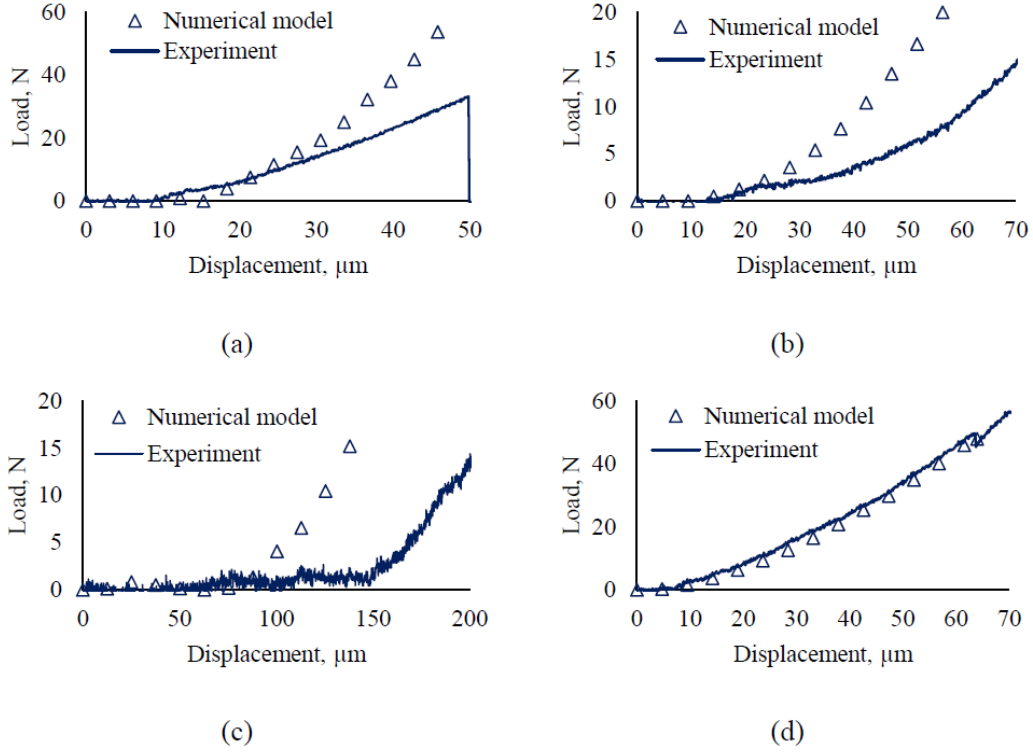 60
40
20
0
Load, N
Numerical model
Experiment
0 10 20 30 40 50
Displacement, µm
(a)
20
15
10
5
0
Load, N
Numerical model
Experiment
0 10 20 30 40 50 60 70
Displacement, µm
(b)
20
15
10
5
0
Load, N
Numerical model
Experiment
0 50 100 150 200
Displacement, µm
(c)
60
40
20
0
Load, N
Numerical model
Experiment
0 10 20 30 40 50 60 70
Displacement, µm
(d)